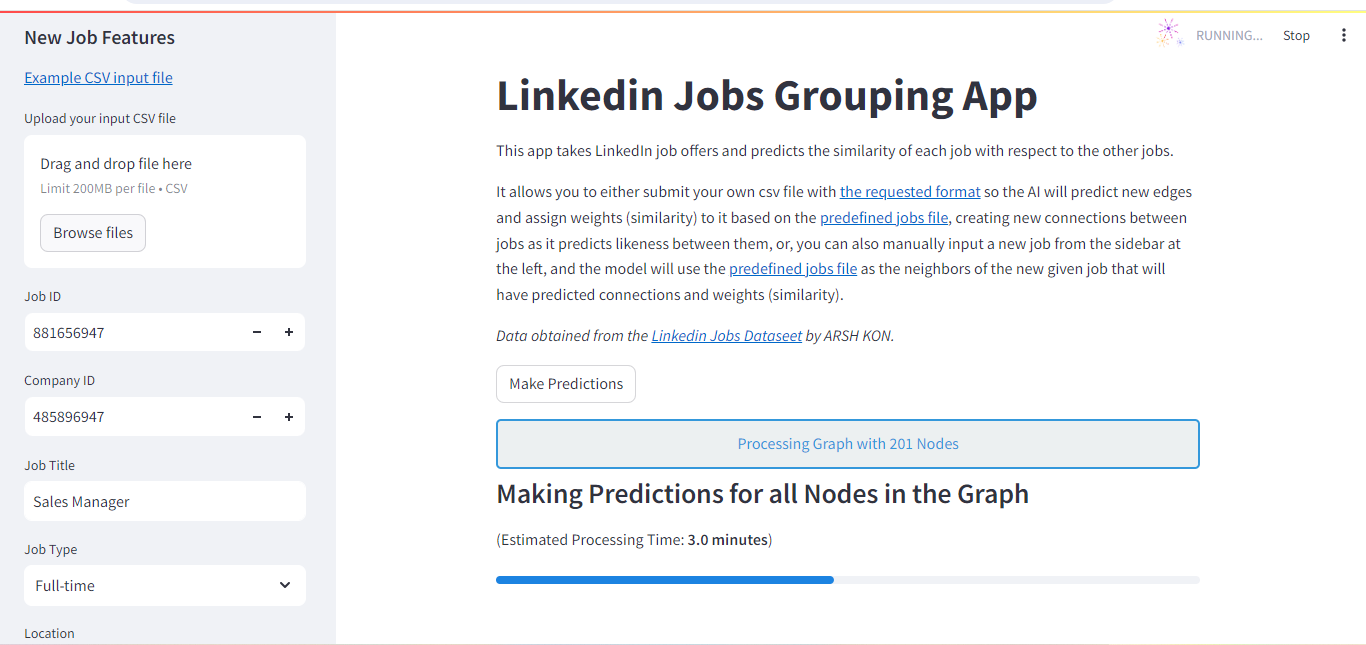 New Job Features
Example CSV input file
Upload your input CSV file
Drag and drop file here
Limit 200MB per file • CSV
Browse files
Job ID
881656947
Company ID
485896947
Job Title
Sales Manager
Job Type
Full-time
Location
RUNNING...
Stop
Linkedin Jobs Grouping App
This app takes LinkedIn job offers and predicts the similarity of each job with respect to the other jobs.
It allows you to either submit your own csv file with the requested format so the AI will predict new edges
and assign weights (similarity) to it based on the predefined jobs file, creating new connections between
jobs as it predicts likeness between them, or, you can also manually input a new job from the sidebar at
the left, and the model will use the predefined jobs file as the neighbors of the new given job that will
have predicted connections and weights (similarity).
Data obtained from the Linkedin Jobs Dataseet by ARSH KON.
Make Predictions
Processing Graph with 201 Nodes
Making Predictions for all Nodes in the Graph
(Estimated Processing Time: 3.0 minutes)